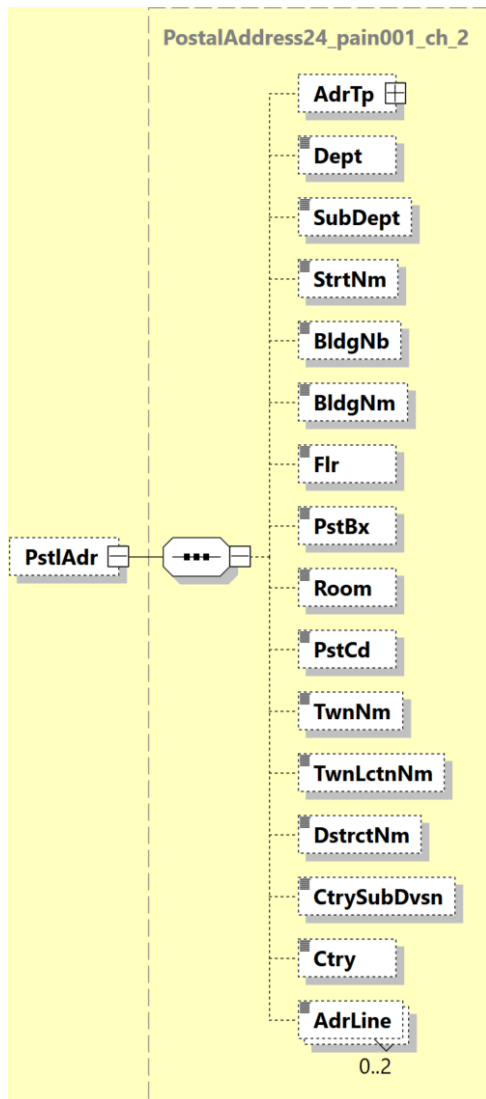 PostalAddress24_pain001_ch_2
AdrTp
Dept
SubDept
StrtNm
BldgNb
BldgNm
Flr
PstBx
PstlAdr
Room
PstCd
TwnNm
TwnLctnNm
DstrctNm
CtrySubDvsn
Ctry
AdrLine
0..2